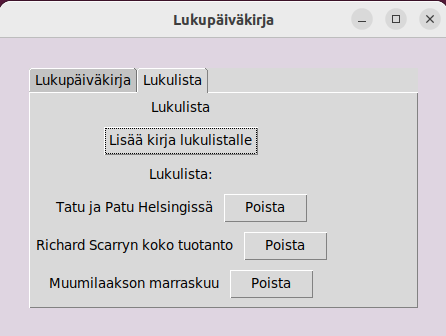 Lukupäiväkirja
Lukupäiväkirja Lukulista
Lukulista
Lisää kirja lukulistalle
Lukulista:
Tatu ja Patu Helsingissä Poista
Richard Scarryn koko tuotanto Poista
Muumilaakson marraskuu Poista